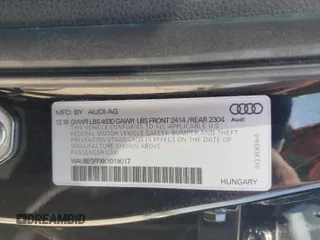 MFD. BY AUDI AG
Audi
12.18 GVWR LBS 4630 GAWR LBS FRONT 2414 /REAR 2304
THIS VEHICLE CONFORMS TO ALL APPLICABLE U.S.
FEDERAL MOTOR VEHICLE SAFETY, BUMPER AND THEFT
PREVENTION STANDARDS IN EFFECT ON THE DATE OF
MANUFACTURE SHOWN ABOVE.
PASSENGER CAR
HUNGARY
© DREAMBID